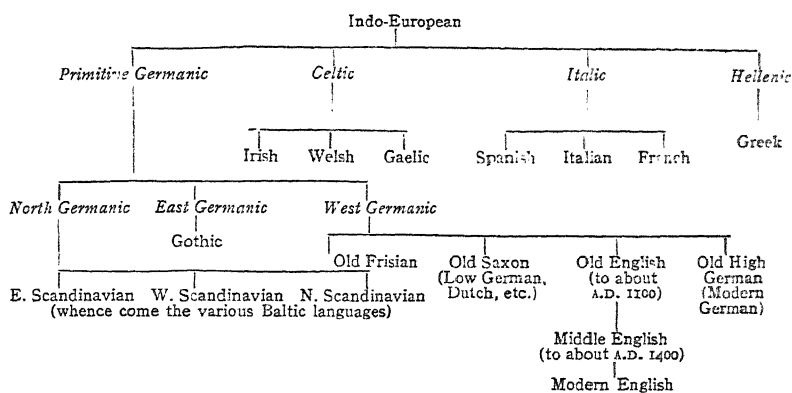 Indo-European
Primitive Germanic Celtic Italic Hellenic
Irish Welsh Gaelic Spanish Italian French Greek
North Germanic East Germanic West Germanic
Gothic
Old Frisian Old Saxon Old English Old High
(Low German, (to about German
Dutch, etc.) A.D. 1100) (Modern
German)
E. Scandinavian W. Scandinavian N. Scandinavian
(whence come the various Baltic languages)
Middle English
(to about A.D. 1400)
Modern English